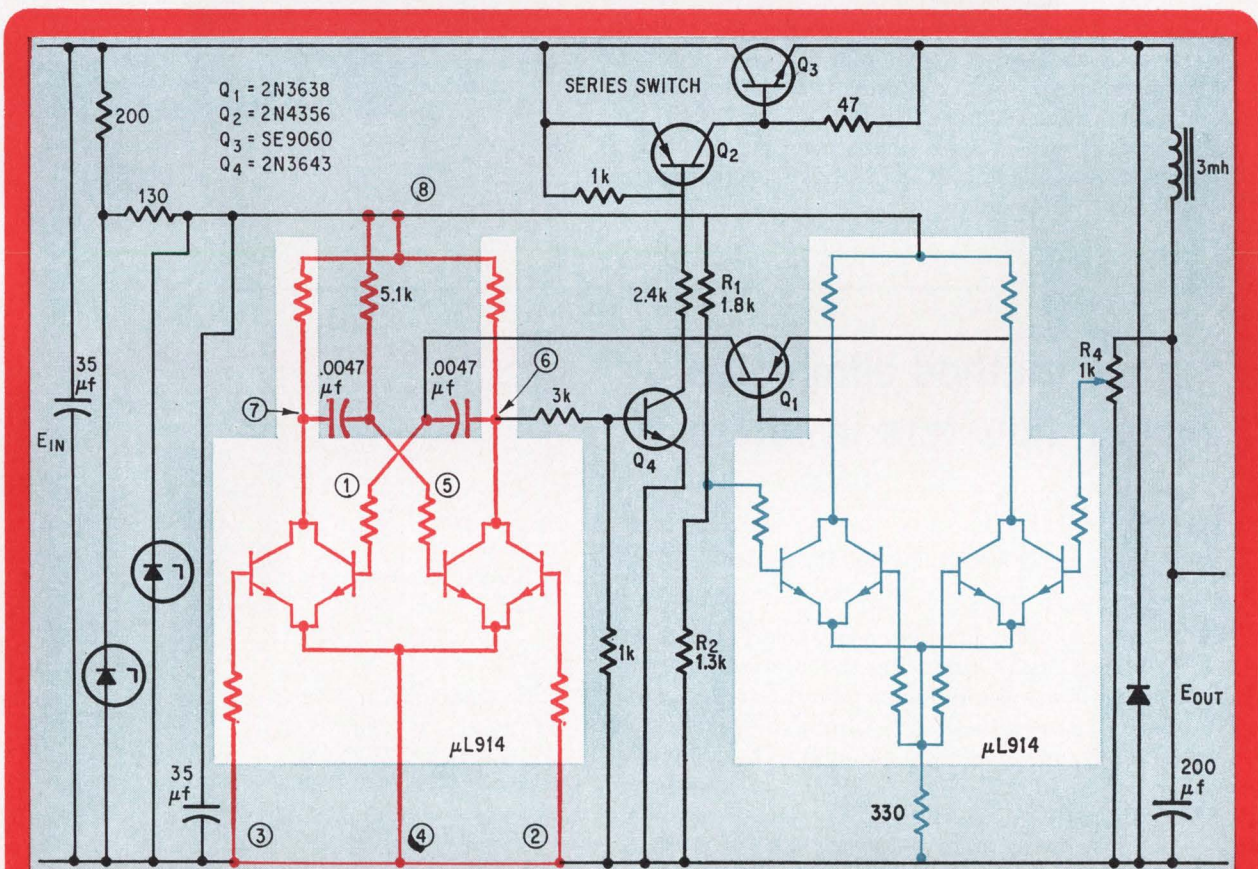 Q₁ = 2N3638
Q₂ = 2N4356
Q₃ = SE9060
Q₄ = 2N3643
SERIES SWITCH
Q₃
200
47
Q₂
1k
3mh
130
⑧
5.1k
2.4k
R₁
1.8k
35
μf
.0047
μf
.0047
μf
⑥
Q₁
R₄
1k
⑦
3k
EIN
Q₄
①
⑤
1k
R₂
1.3k
EOUT
μL914
μL914
35
μf
200
μf
330
③
④
②